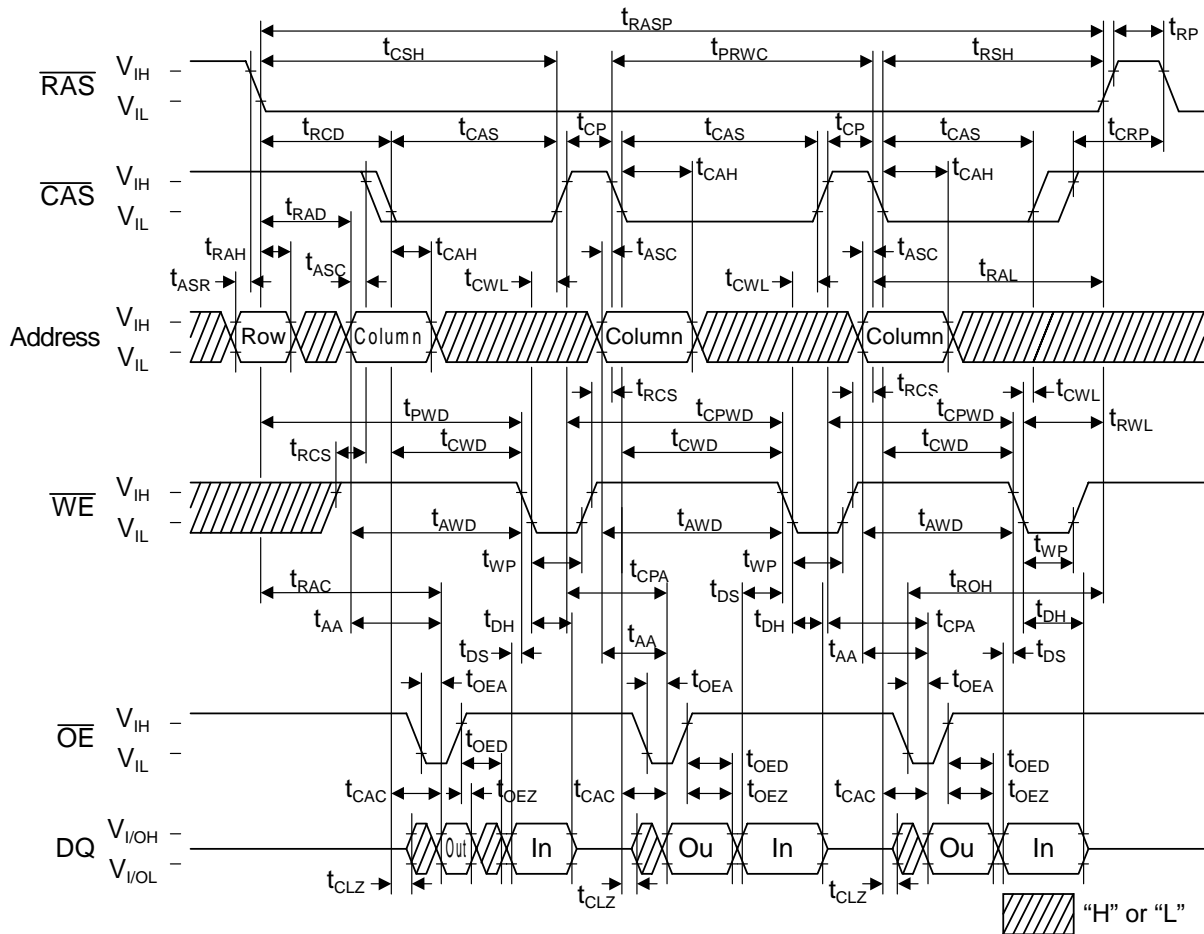 tRASP
tCSH tPRWC tRSH tRP
RAS VIH
VIL
tRCD tCAS tCP tCAS tCP tCAS tCRP
CAS VIH
VIL
tCAH tCAH
tRAD
tRAH tASC tCAH tASC tASC
tASR tCWL tCWL tRAL
Address VIH
VIL
Row Column Column Column
tRCS tRCS tCWL
tPWD tCPWD tCPWD tRWL
tRCS tCWD tCWD tCWD
WE VIH
VIL
tAWD tAWD tAWD
tWP tWP tWP
tRAC tCPA tDS tROH
tAA tDH tAA tDH tCPA tDH
tDS tAA tDS
tOEA tOEA tOEA
OE VIH
VIL
tOED tOED tOED
tCAC tOEZ tCAC tOEZ tCAC tOEZ
DQ VI/OH
VI/OL
Out In Ou In Ou In
tCLZ tCLZ tCLZ
“H” or “L”